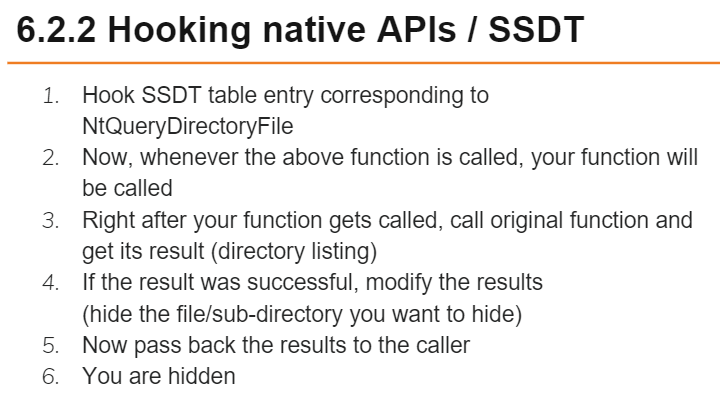 6.2.2 Hooking native APIs / SSDT
1. Hook SSDT table entry corresponding to
NtQueryDirectoryFile
2. Now, whenever the above function is called, your function will
be called
3. Right after your function gets called, call original function and
get its result (directory listing)
4. If the result was successful, modify the results
(hide the file/sub-directory you want to hide)
5. Now pass back the results to the caller
6. You are hidden